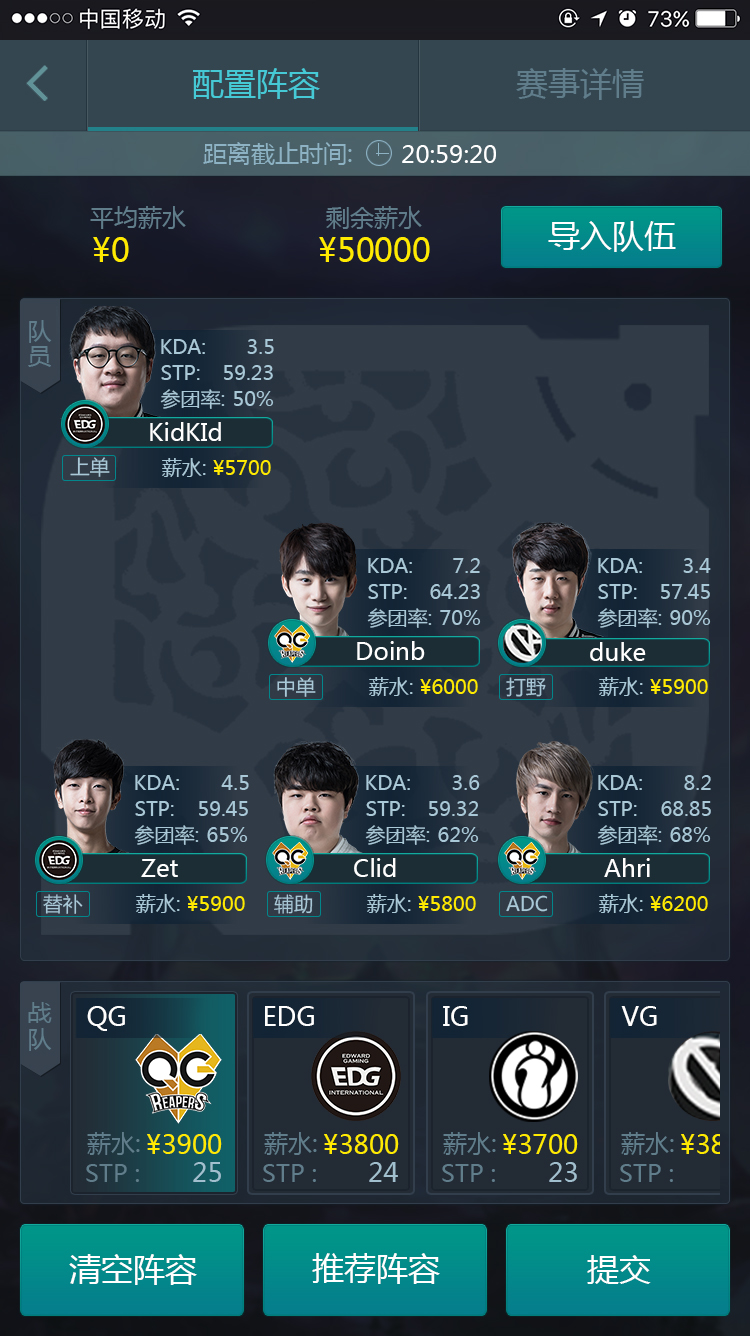 中国移动 73%
配置阵容 赛事详情
距离截止时间: 20:59:20
平均薪水 剩余薪水
¥0 ¥50000 导入队伍
队员
KDA: 3.5
STP: 59.23
参团率: 50%
EDG KidKId
上单 薪水: ¥5700
KDA: 7.2
STP: 64.23
参团率: 70%
QG REAPERS Doinb
中单 薪水: ¥6000
KDA: 3.4
STP: 57.45
参团率: 90%
duke
打野 薪水: ¥5900
KDA: 4.5
STP: 59.45
参团率: 65%
EDG Zet
替补 薪水: ¥5900
KDA: 3.6
STP: 59.32
参团率: 62%
QG REAPERS Clid
辅助 薪水: ¥5800
KDA: 8.2
STP: 68.85
参团率: 68%
QG REAPERS Ahri
ADC 薪水: ¥6200
战队
QG
QG
REAPERS
薪水: ¥3900
STP : 25
EDG
EDWARD
GAMING
EDG
INTERNATIONAL
薪水: ¥3800
STP : 24
IG
薪水: ¥3700
STP : 23
VG
薪水: ¥38
STP :
清空阵容 推荐阵容 提交